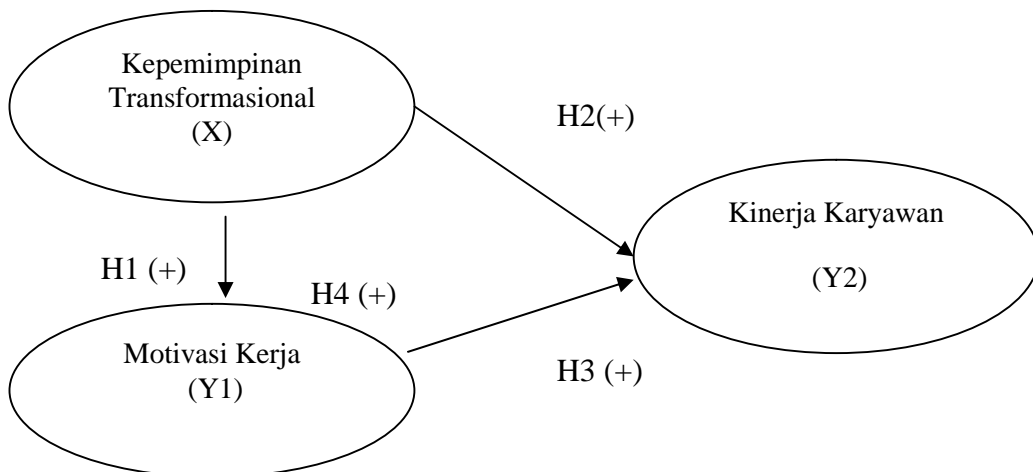 Kepemimpinan
Transformasional
(X)
H2(+)
Kinerja Karyawan
(Y2)
H1 (+)
H4 (+)
Motivasi Kerja
(Y1)
H3 (+)